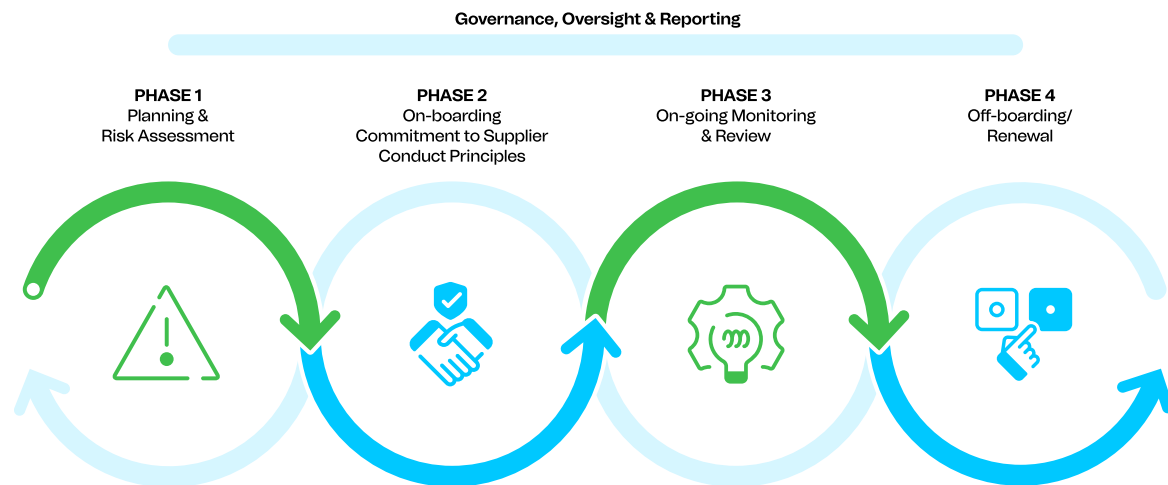 Governance, Oversight & Reporting
PHASE 1
Planning &
Risk Assessment
PHASE 2
On-boarding
Commitment to Supplier
Conduct Principles
PHASE 3
On-going Monitoring
& Review
PHASE 4
Off-boarding/
Renewal